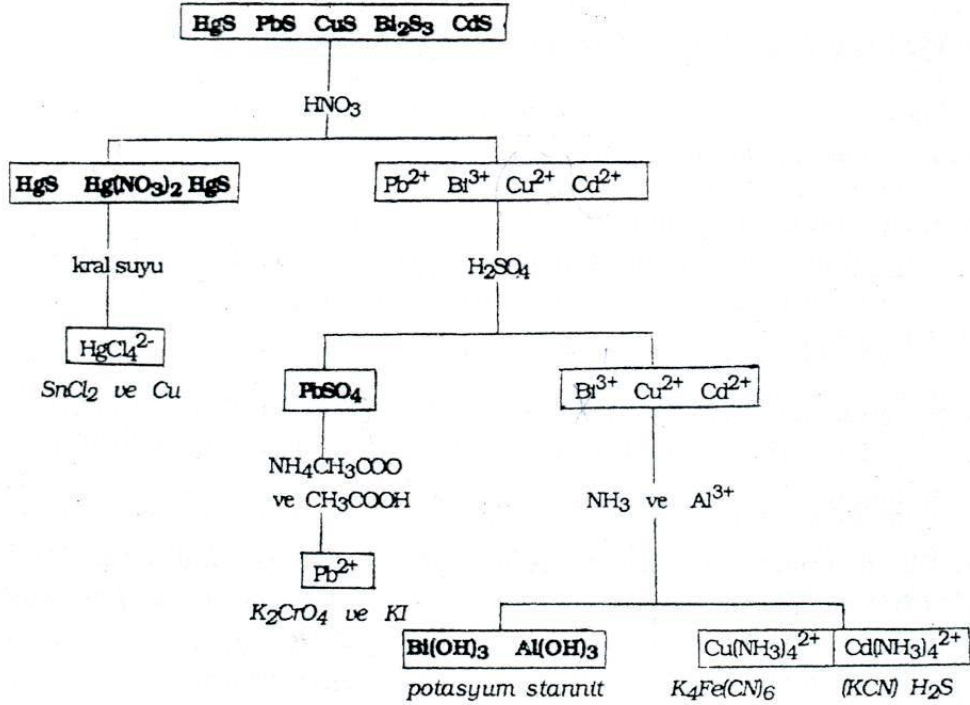 HgS PbS CuS Bi₂S₃ CdS
HNO₃
HgS Hg(NO₃)₂ HgS
Pb²⁺ Bi³⁺ Cu²⁺ Cd²⁺
kral suyu
H₂SO₄
HgCl₄²⁻
SnCl₂ ve Cu
PbSO₄
Bi³⁺ Cu²⁺ Cd²⁺
NH₄CH₃COO
ve CH₃COOH
NH₃ ve Al³⁺
Pb²⁺
K₂CrO₄ ve KI
Bi(OH)₃ Al(OH)₃
Cu(NH₃)₄²⁺
Cd(NH₃)₄²⁺
potasyum stannit
K₄Fe(CN)₆
(KCN) H₂S